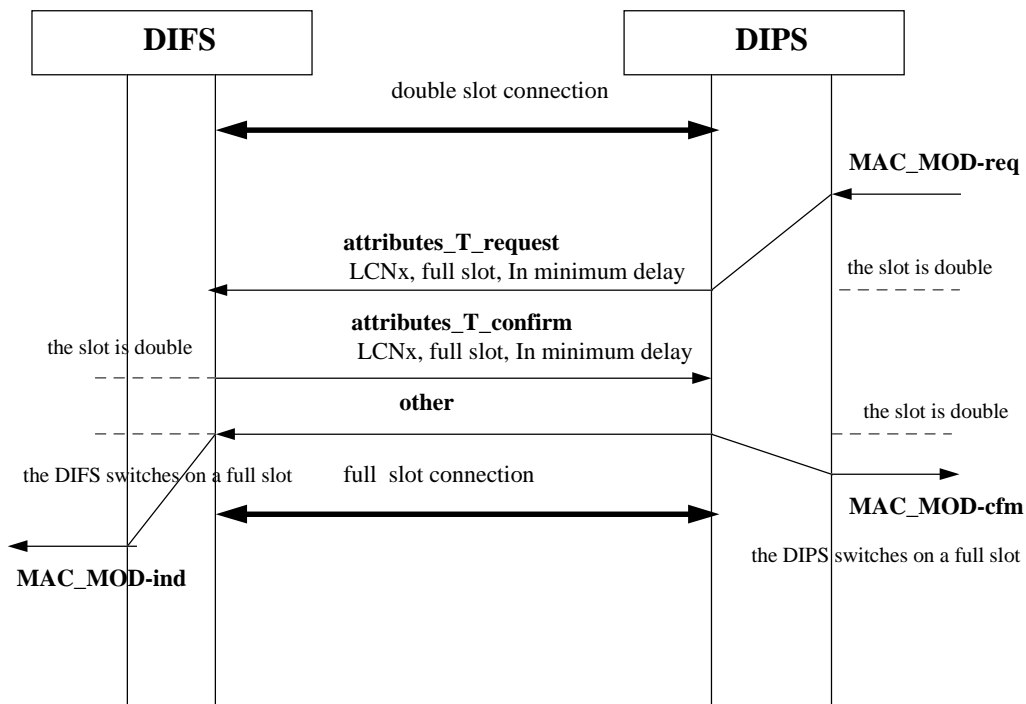 DIFS
DIPS
double slot connection
MAC_MOD-req
attributes_T_request
LCNx, full slot, In minimum delay
the slot is double
attributes_T_confirm
the slot is double
LCNx, full slot, In minimum delay
other
the slot is double
the DIFS switches on a full slot
full slot connection
MAC_MOD-cfm
the DIPS switches on a full slot
MAC_MOD-ind